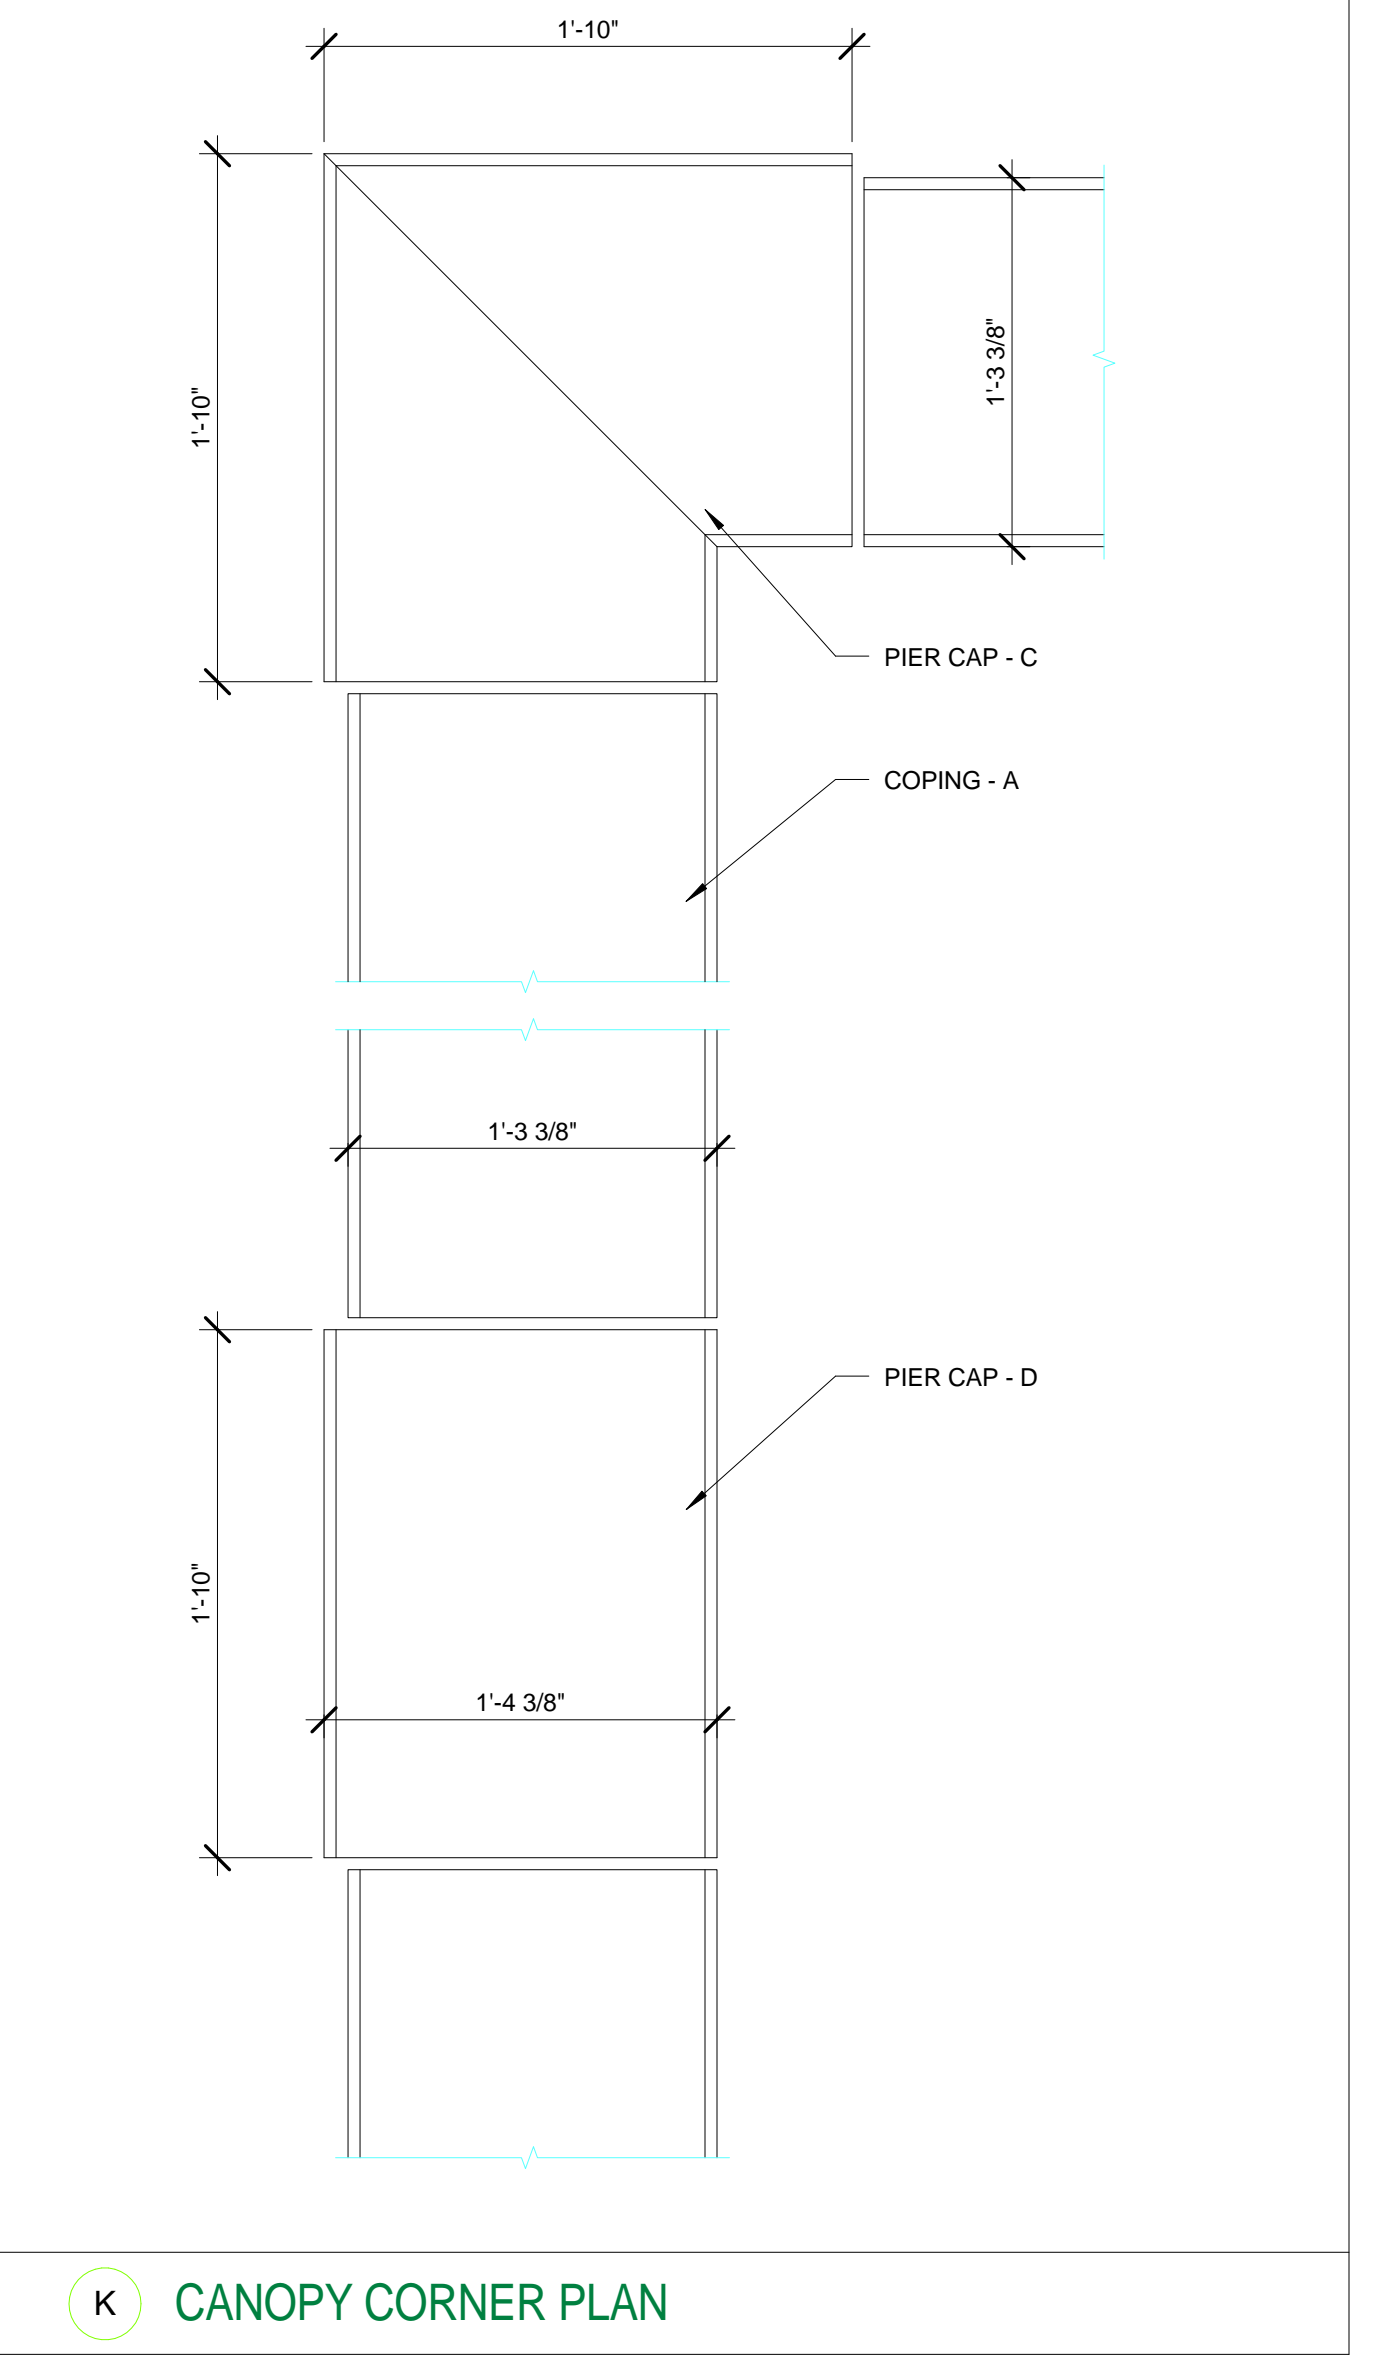 1'-10"
1'-10"
1'-3 3/8"
PIER CAP - C
COPING - A
1'-3 3/8"
PIER CAP - D
1'-10"
1'-4 3/8"
K CANOPY CORNER PLAN